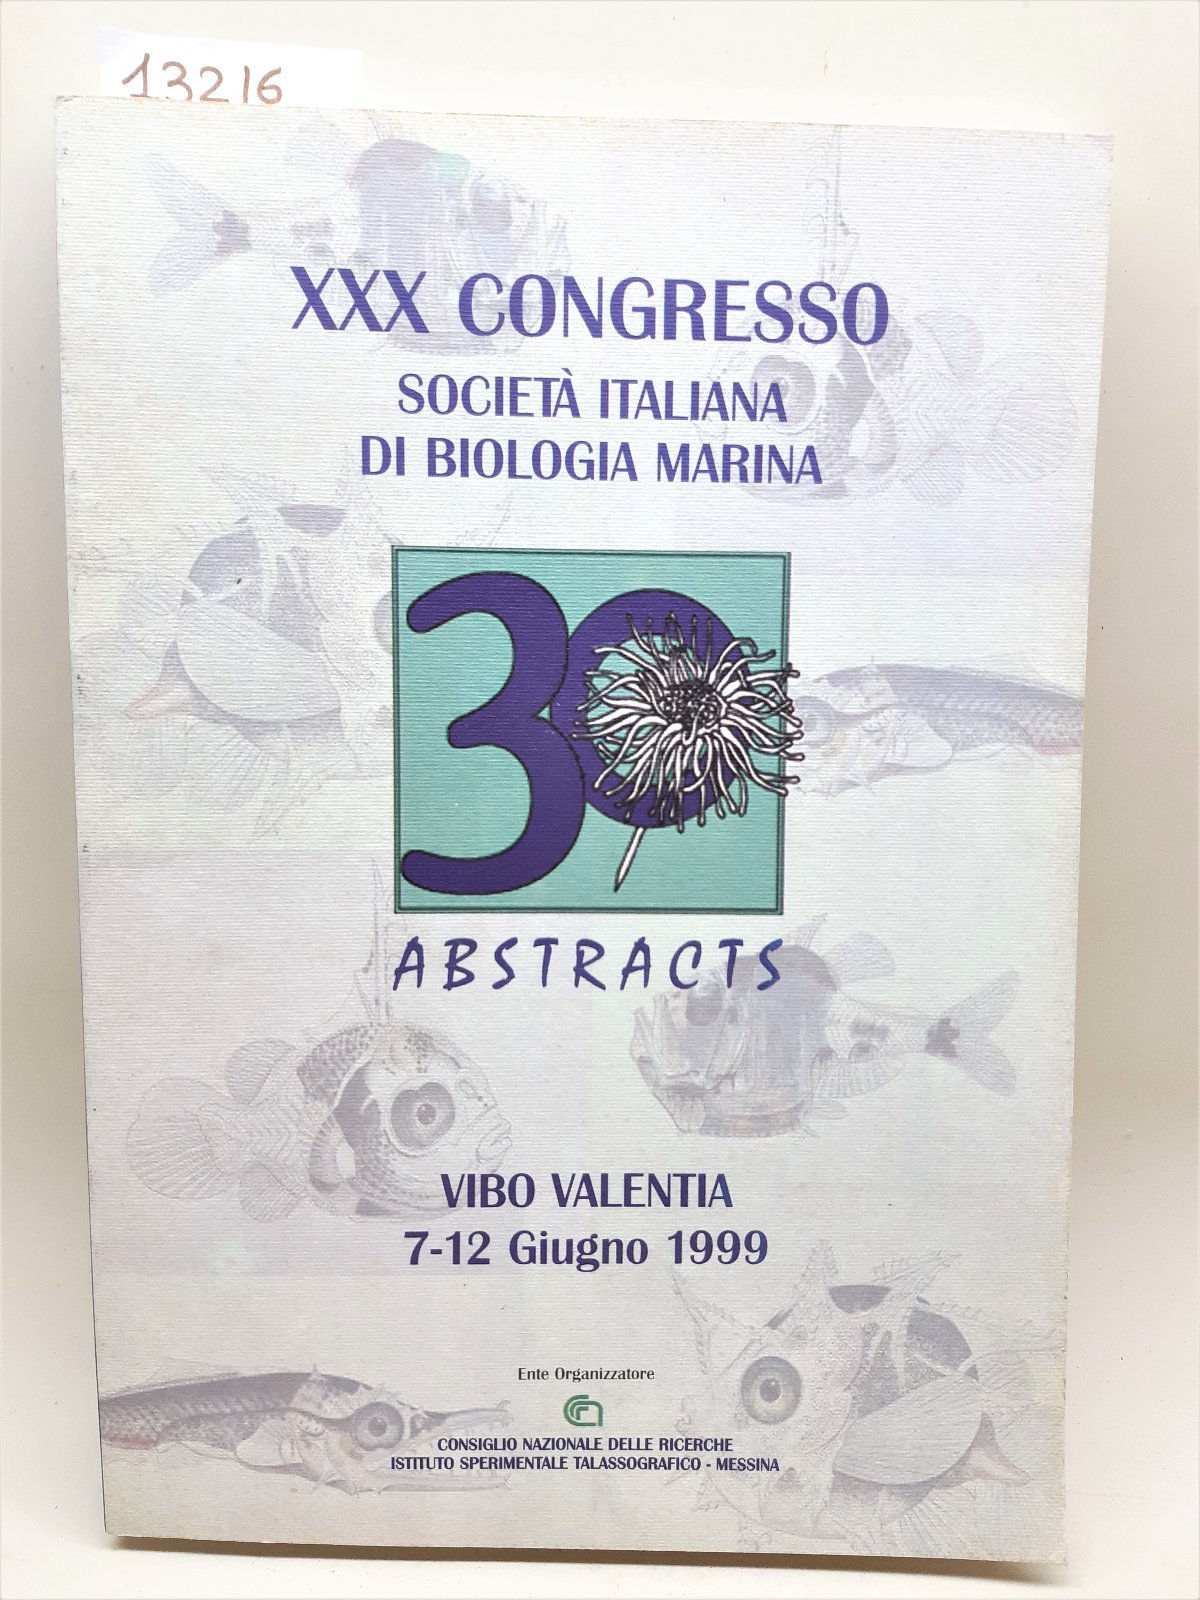 13216
XXX CONGRESSO
SOCIETÀ ITALIANA
DI BIOLOGIA MARINA
30
ABSTRACTS
VIBO VALENTIA
7-12 Giugno 1999
Ente Organizzatore
CONSIGLIO NAZIONALE DELLE RICERCHE
ISTITUTO SPERIMENTALE TALASSOGRAFICO - MESSINA